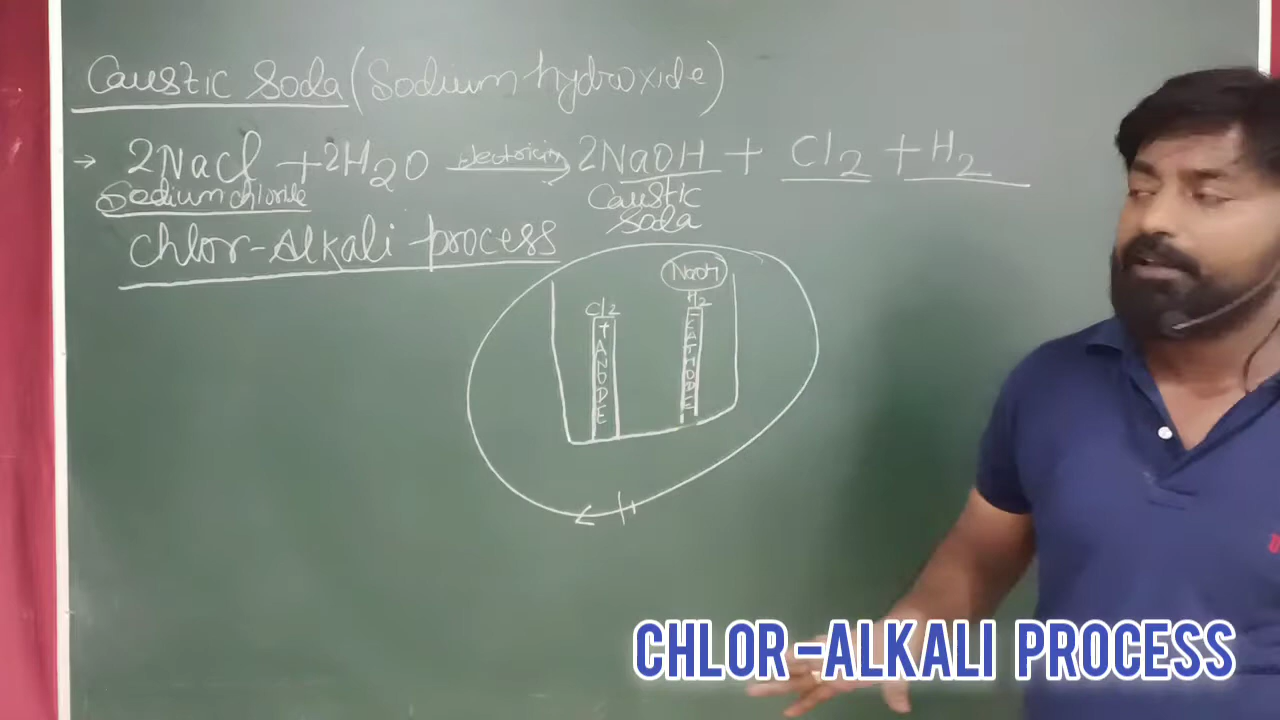 Caustic Soda (Sodium hydroxide)
→ 2NaCl + 2H2O electricity 2NaOH + Cl2 + H2
Sodium chloride
Caustic
Soda
Chlor-Alkali process
NaOH
Cl2
H2
+ ANODE
- CATHODE
CHLOR-ALKALI PROCESS